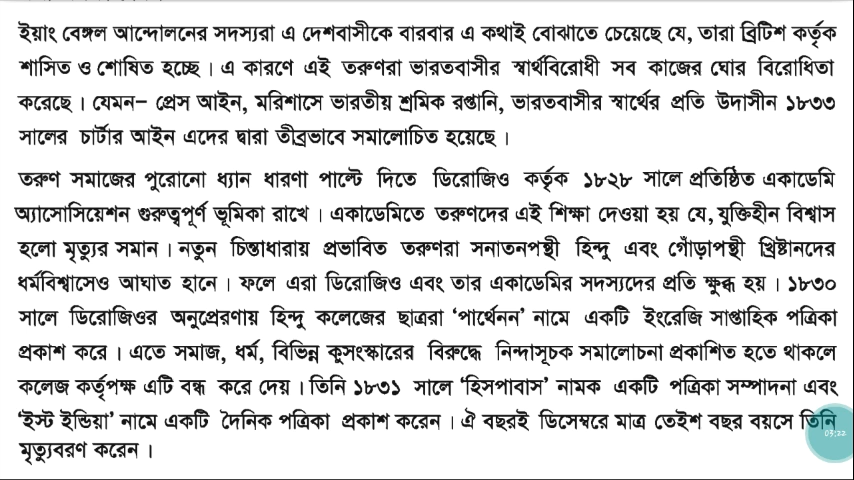 ইয়াং বেঙ্গল আন্দোলনের সদস্যরা এ দেশবাসীকে বারবার এ কথাই বোঝাতে চেয়েছে যে, তারা ব্রিটিশ কর্তৃক
শাসিত ও শোষিত হচ্ছে। এ কারণে এই তরুণরা ভারতবাসীর স্বার্থবিরোধী সব কাজের ঘোর বিরোধিতা
করেছে। যেমন– প্রেস আইন, মরিশাসে ভারতীয় শ্রমিক রপ্তানি, ভারতবাসীর স্বার্থের প্রতি উদাসীন ১৮৩৩
সালের চার্টার আইন এদের দ্বারা তীব্রভাবে সমালোচিত হয়েছে।
তরুণ সমাজের পুরোনো ধ্যান ধারণা পাল্টে দিতে ডিরোজিও কর্তৃক ১৮২৮ সালে প্রতিষ্ঠিত একাডেমি
অ্যাসোসিয়েশন গুরুত্বপূর্ণ ভূমিকা রাখে। একাডেমিতে তরুণদের এই শিক্ষা দেওয়া হয় যে, যুক্তিহীন বিশ্বাস
হলো মৃত্যুর সমান। নতুন চিন্তাধারায় প্রভাবিত তরুণরা সনাতনপন্থী হিন্দু এবং গোঁড়াপন্থী খ্রিষ্টানদের
ধর্মবিশ্বাসেও আঘাত হানে। ফলে এরা ডিরোজিও এবং তার একাডেমির সদস্যদের প্রতি ক্ষুব্ধ হয়। ১৮৩০
সালে ডিরোজিওর অনুপ্রেরণায় হিন্দু কলেজের ছাত্ররা ‘পার্থেনন’ নামে একটি ইংরেজি সাপ্তাহিক পত্রিকা
প্রকাশ করে। এতে সমাজ, ধর্ম, বিভিন্ন কুসংস্কারের বিরুদ্ধে নিন্দাসূচক সমালোচনা প্রকাশিত হতে থাকলে
কলেজ কর্তৃপক্ষ এটি বন্ধ করে দেয়। তিনি ১৮৩১ সালে ‘হিসপাবাস’ নামক একটি পত্রিকা সম্পাদনা এবং
‘ইস্ট ইন্ডিয়া’ নামে একটি দৈনিক পত্রিকা প্রকাশ করেন। ঐ বছরই ডিসেম্বরে মাত্র তেইশ বছর বয়সে তিনি
মৃত্যুবরণ করেন।
03:22